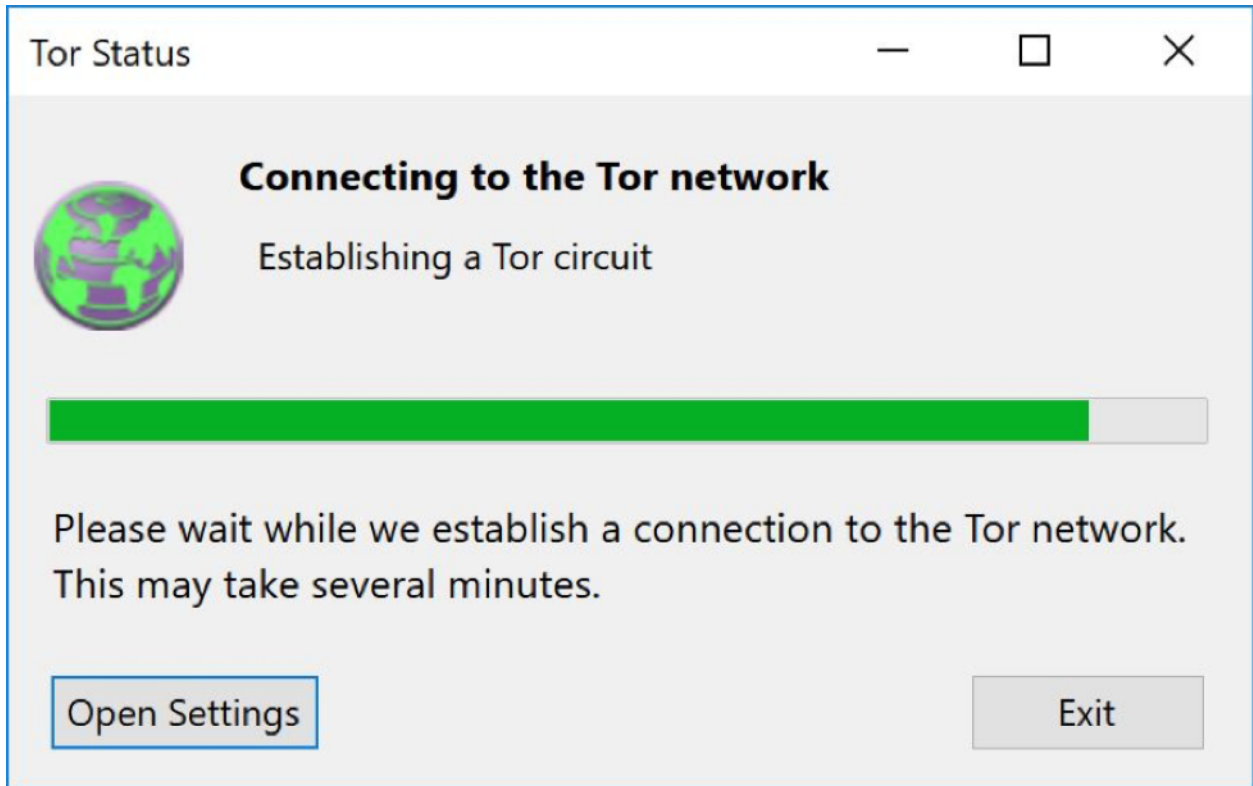 Tor Status
Connecting to the Tor network
Establishing a Tor circuit
Please wait while we establish a connection to the Tor network.
This may take several minutes.
Open Settings
Exit